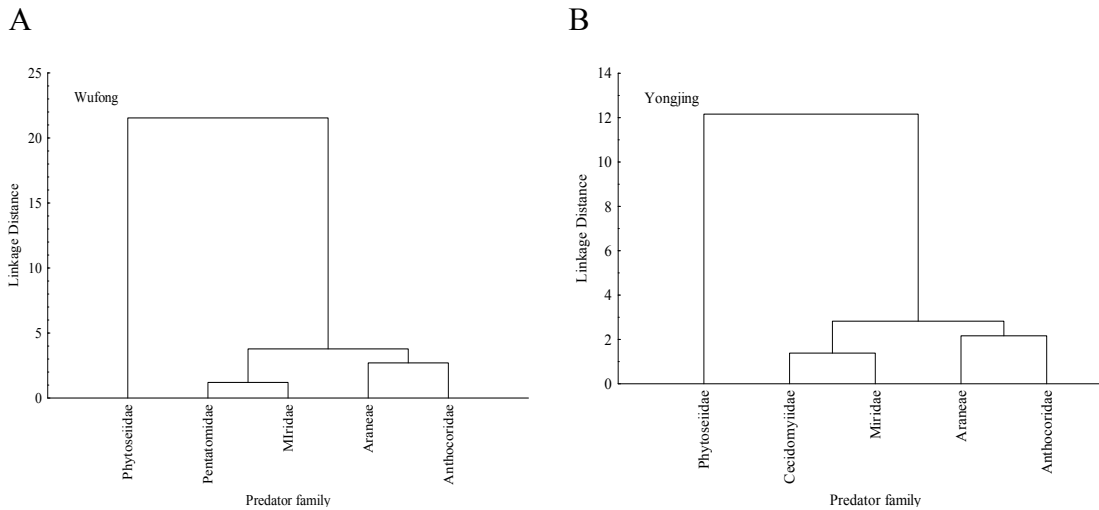 A
Wufong
25
20
15
10
5
0
Linkage Distance
Phytoseiidae
Pentatomidae
MIridae
Araneae
Anthocoridae
Predator family
B
Yongjing
14
12
10
8
6
4
2
0
Linkage Distance
Phytoseiidae
Cecidomyiidae
Miridae
Araneae
Anthocoridae
Predator family